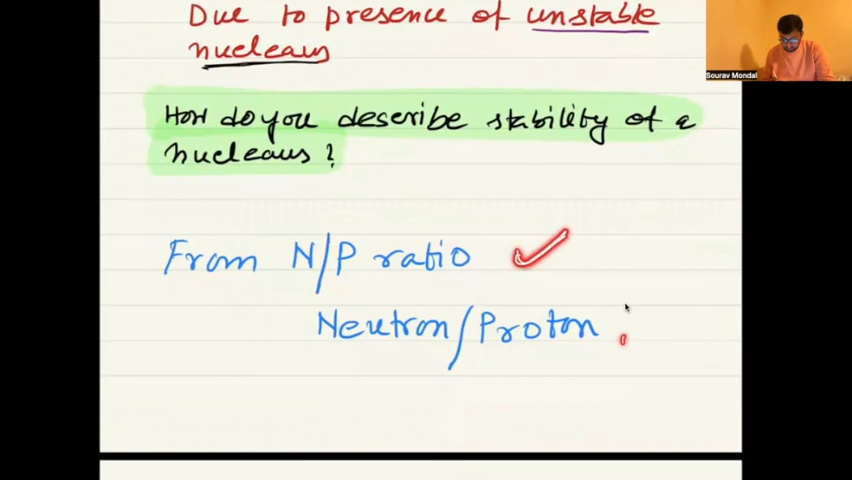 Due to presence of unstable
nucleaus
How do you describe stability of a
nucleaus?
From N/P ratio
Neutron/Proton
Sourav Mondal